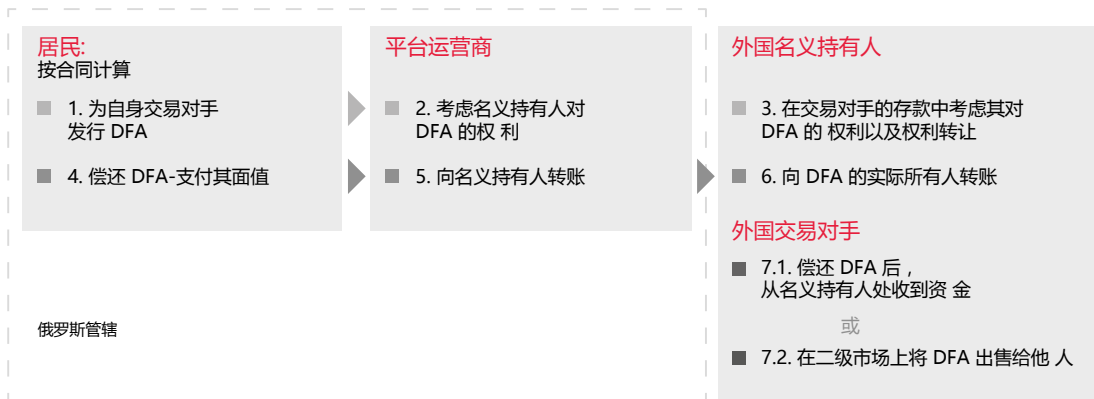 居民:
按合同计算
1. 为自身交易对手
发行 DFA
4. 偿还 DFA-支付其面值
平台运营商
2. 考虑名义持有人对
DFA 的权 利
5. 向名义持有人转账
外国名义持有人
3. 在交易对手的存款中考虑其对
DFA 的 权利以及权利转让
6. 向 DFA 的实际所有人转账
外国交易对手
7.1. 偿还 DFA 后，
从名义持有人处收到资 金
或
7.2. 在二级市场上将 DFA 出售给他 人
俄罗斯管辖